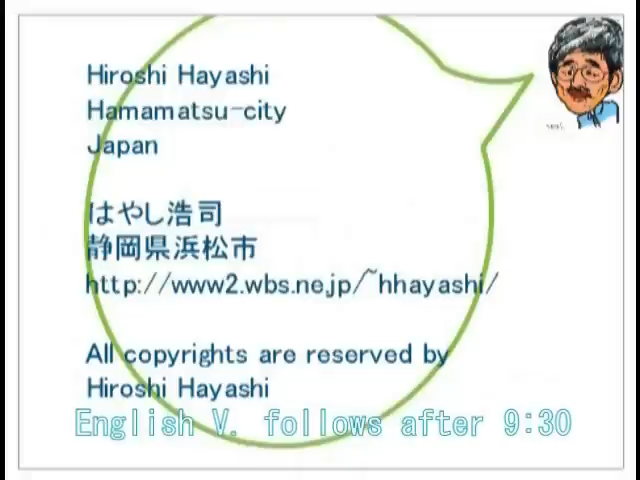 Hiroshi Hayashi
Hamamatsu-city
Japan
はやし浩司
静岡県浜松市
http://www2.wbs.ne.jp/~hhayashi/
All copyrights are reserved by
Hiroshi Hayashi
English V. follows after 9:30